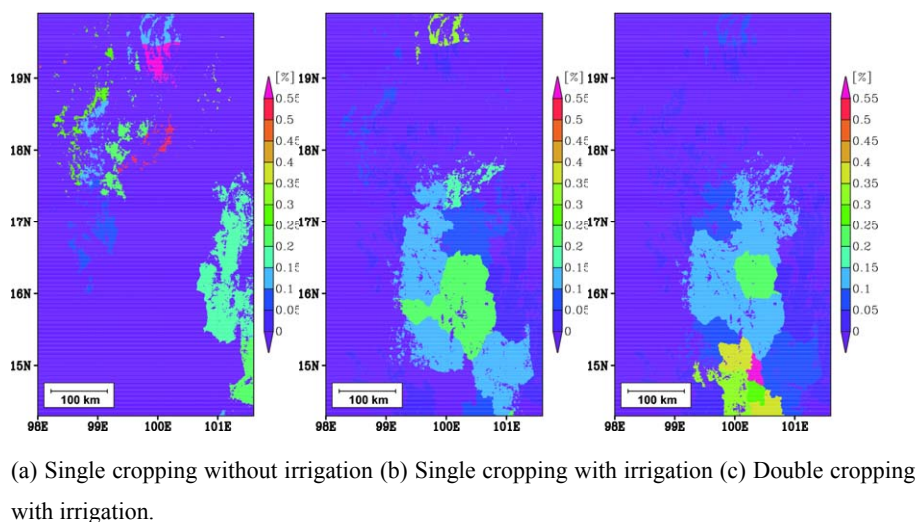 [%] [%] [%]
0.55 0.55 0.55
19N
0.5 0.5 0.5
0.45 0.45 0.45
18N
0.4 0.4 0.4
0.35 0.35 0.35
0.3 0.3 0.3
17N 17N 17N
0.25 0.25 0.25
0.2 0.2 0.2
0.15 0.15 0.15
16N 16N 16N
0.1 0.1 0.1
0.05 0.05 0.05
0 0 0
15N 15N 15N
100 km 100 km 100 km
98E 99E 100E 101E 98E 99E 100E 101E 98E 99E 100E 101E
(a) Single cropping without irrigation (b) Single cropping with irrigation (c) Double cropping
with irrigation.